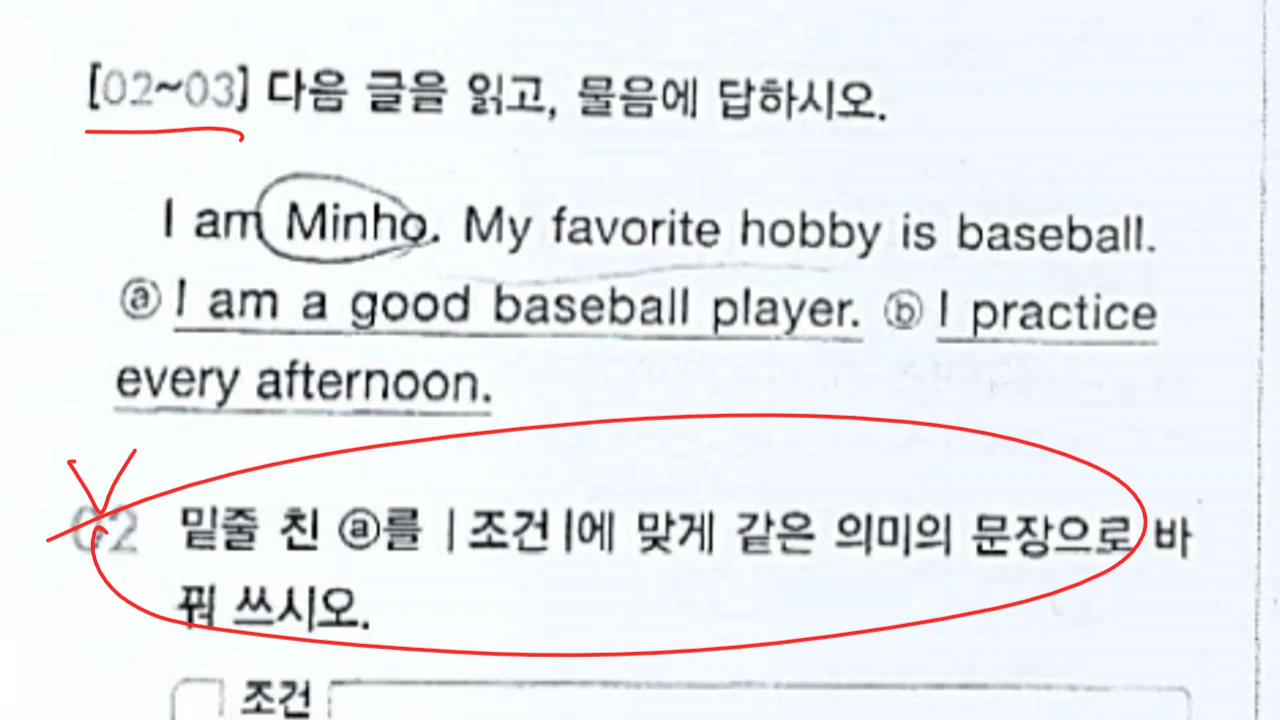 [02~03] 다음 글을 읽고, 물음에 답하시오.
I am Minho. My favorite hobby is baseball.
ⓐ I am a good baseball player. ⓑ I practice
every afternoon.
02 밑줄 친 ⓐ를 |조건|에 맞게 같은 의미의 문장으로 바
꿔 쓰시오.
조건